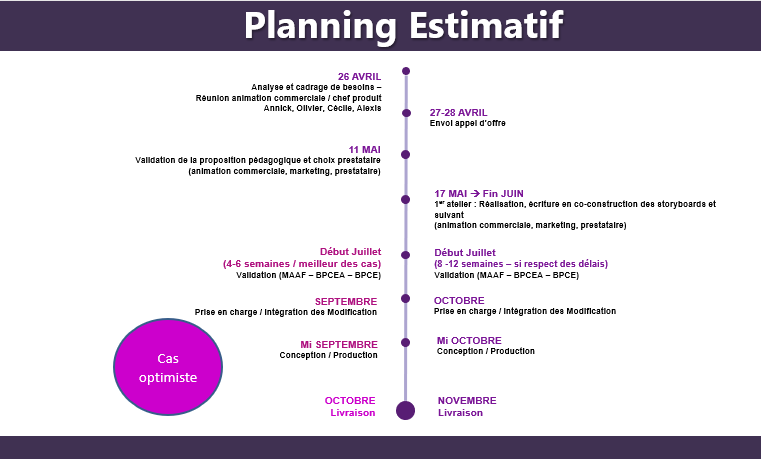 Planning Estimatif
26 AVRIL
Analyse et cadrage de besoins –
Réunion animation commerciale / chef produit
Annick, Olivier, Cécile, Alexis
27-28 AVRIL
Envoi appel d'offre
11 MAI
Validation de la proposition pédagogique et choix prestataire
(animation commerciale, marketing, prestataire)
17 MAI → Fin JUIN
1er atelier : Réalisation, écriture en co-construction des storyboards et
suivant
(animation commerciale, marketing, prestataire)
Début Juillet
(4-6 semaines / meilleur des cas)
Validation (MAAF – BPCEA – BPCE)
Début Juillet
(8 -12 semaines – si respect des délais)
Validation (MAAF – BPCEA – BPCE)
SEPTEMBRE
Prise en charge / Intégration des Modification
OCTOBRE
Prise en charge / Intégration des Modification
Mi SEPTEMBRE
Conception / Production
Mi OCTOBRE
Conception / Production
Cas
optimiste
OCTOBRE
Livraison
NOVEMBRE
Livraison